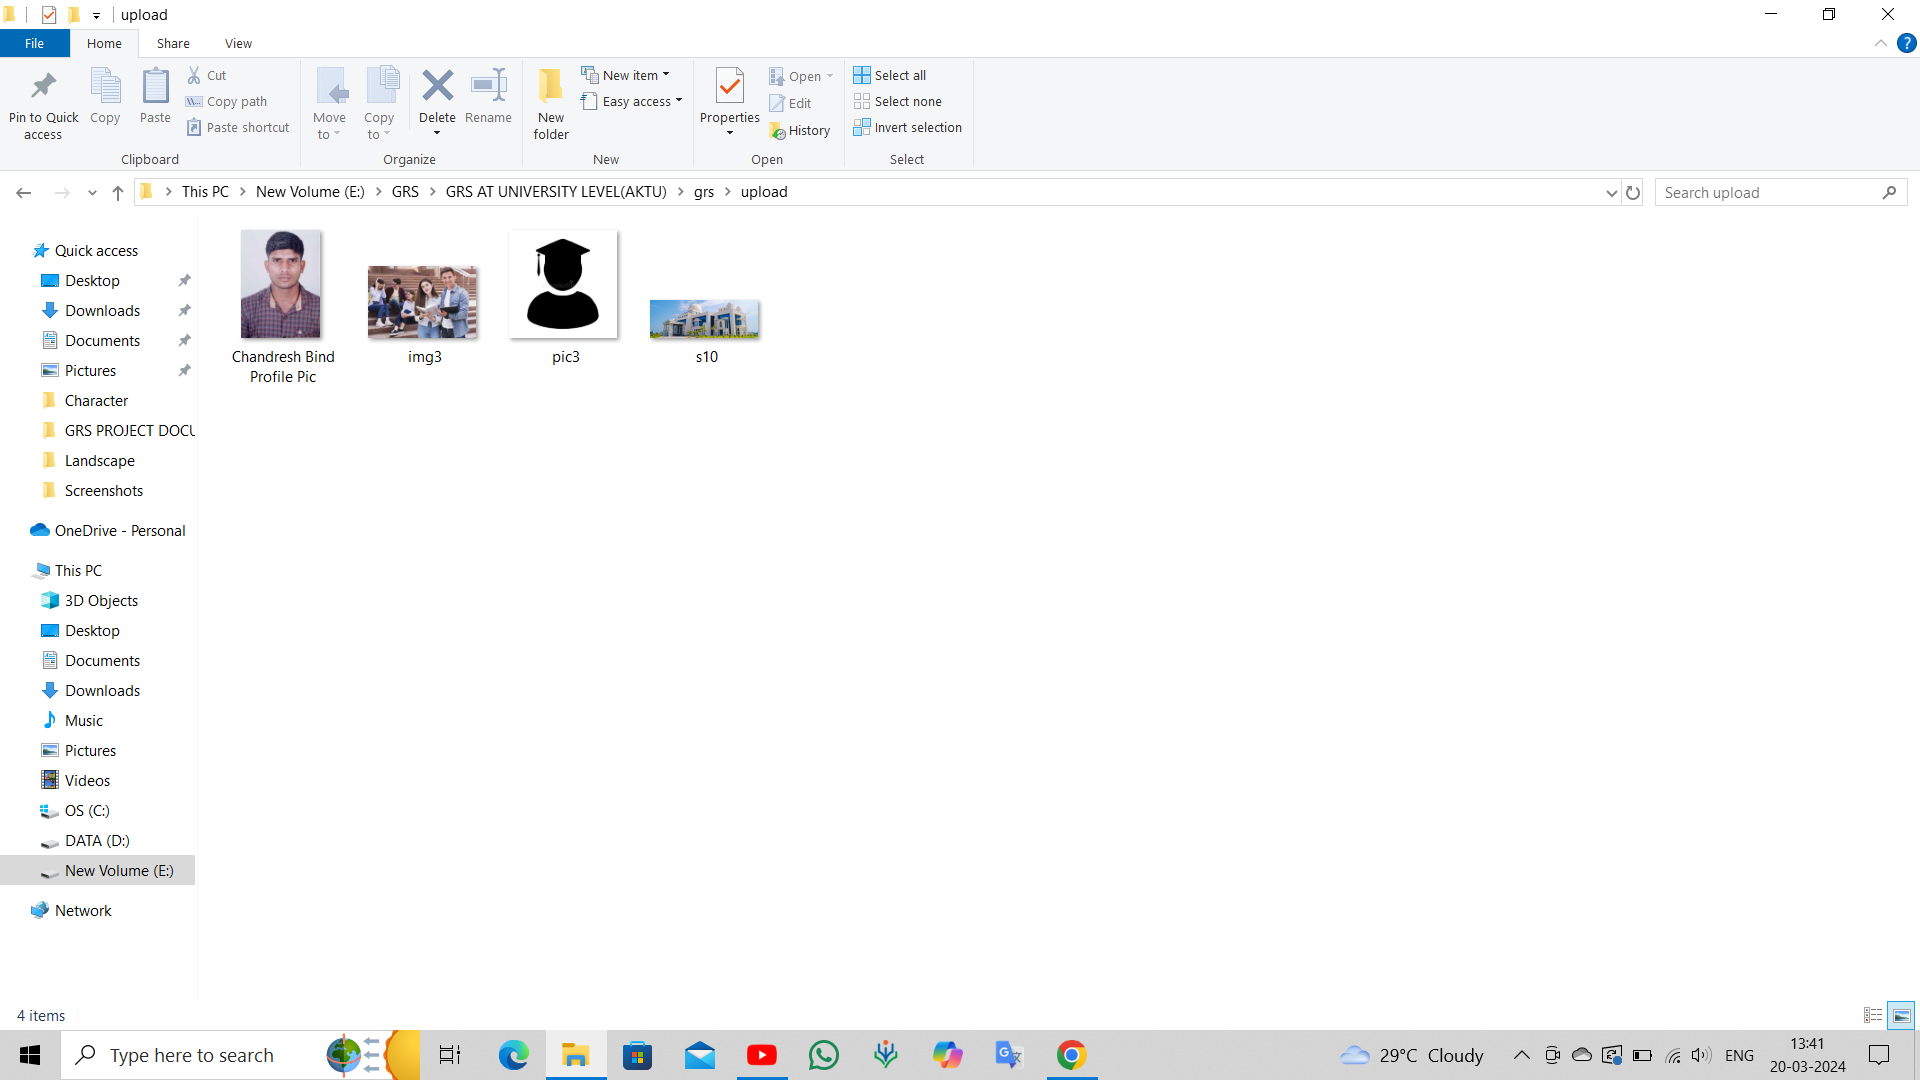 upload
File Home Share View
Pin to Quick access
Copy
Paste
Cut
Copy path
Paste shortcut
Clipboard
Move to
Copy to
Delete
Rename
Organize
New folder
New item
Easy access
New
Properties
Open
Edit
History
Open
Select all
Select none
Invert selection
Select
This PC > New Volume (E:) > GRS > GRS AT UNIVERSITY LEVEL(AKTU) > grs > upload
Search upload
Quick access
Desktop
Downloads
Documents
Pictures
Character
GRS PROJECT DOCU
Landscape
Screenshots
OneDrive - Personal
This PC
3D Objects
Desktop
Documents
Downloads
Music
Pictures
Videos
OS (C:)
DATA (D:)
New Volume (E:)
Network
Chandresh Bind
Profile Pic
img3
pic3
s10
4 items
Type here to search
29°C Cloudy
ENG
13:41
20-03-2024